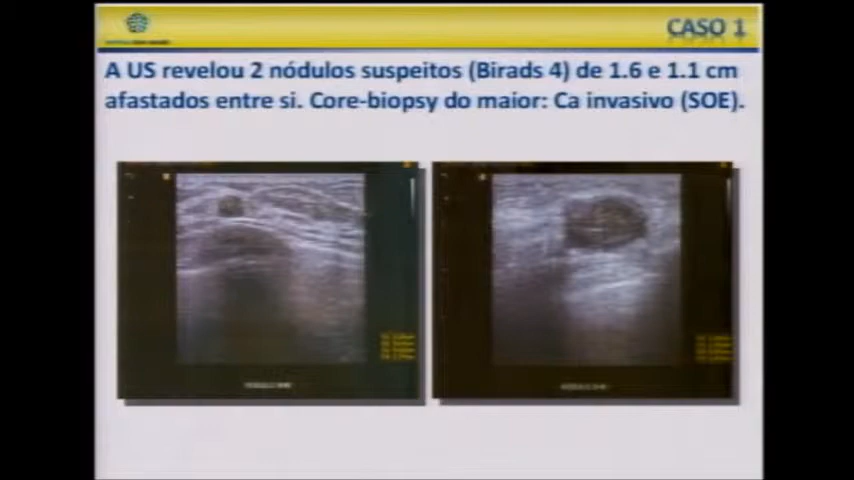 CASO 1
A US revelou 2 nódulos suspeitos (Birads 4) de 1.6 e 1.1 cm
afastados entre si. Core-biopsy do maior: Ca invasivo (SOE).